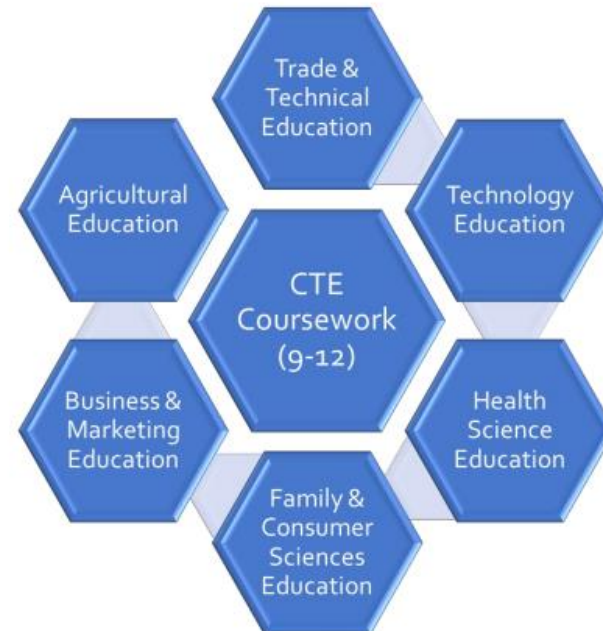 Trade &
Technical
Education
Technology
Education
Health
Science
Education
Family &
Consumer
Sciences
Education
Business &
Marketing
Education
Agricultural
Education
CTE
Coursework
(9-12)